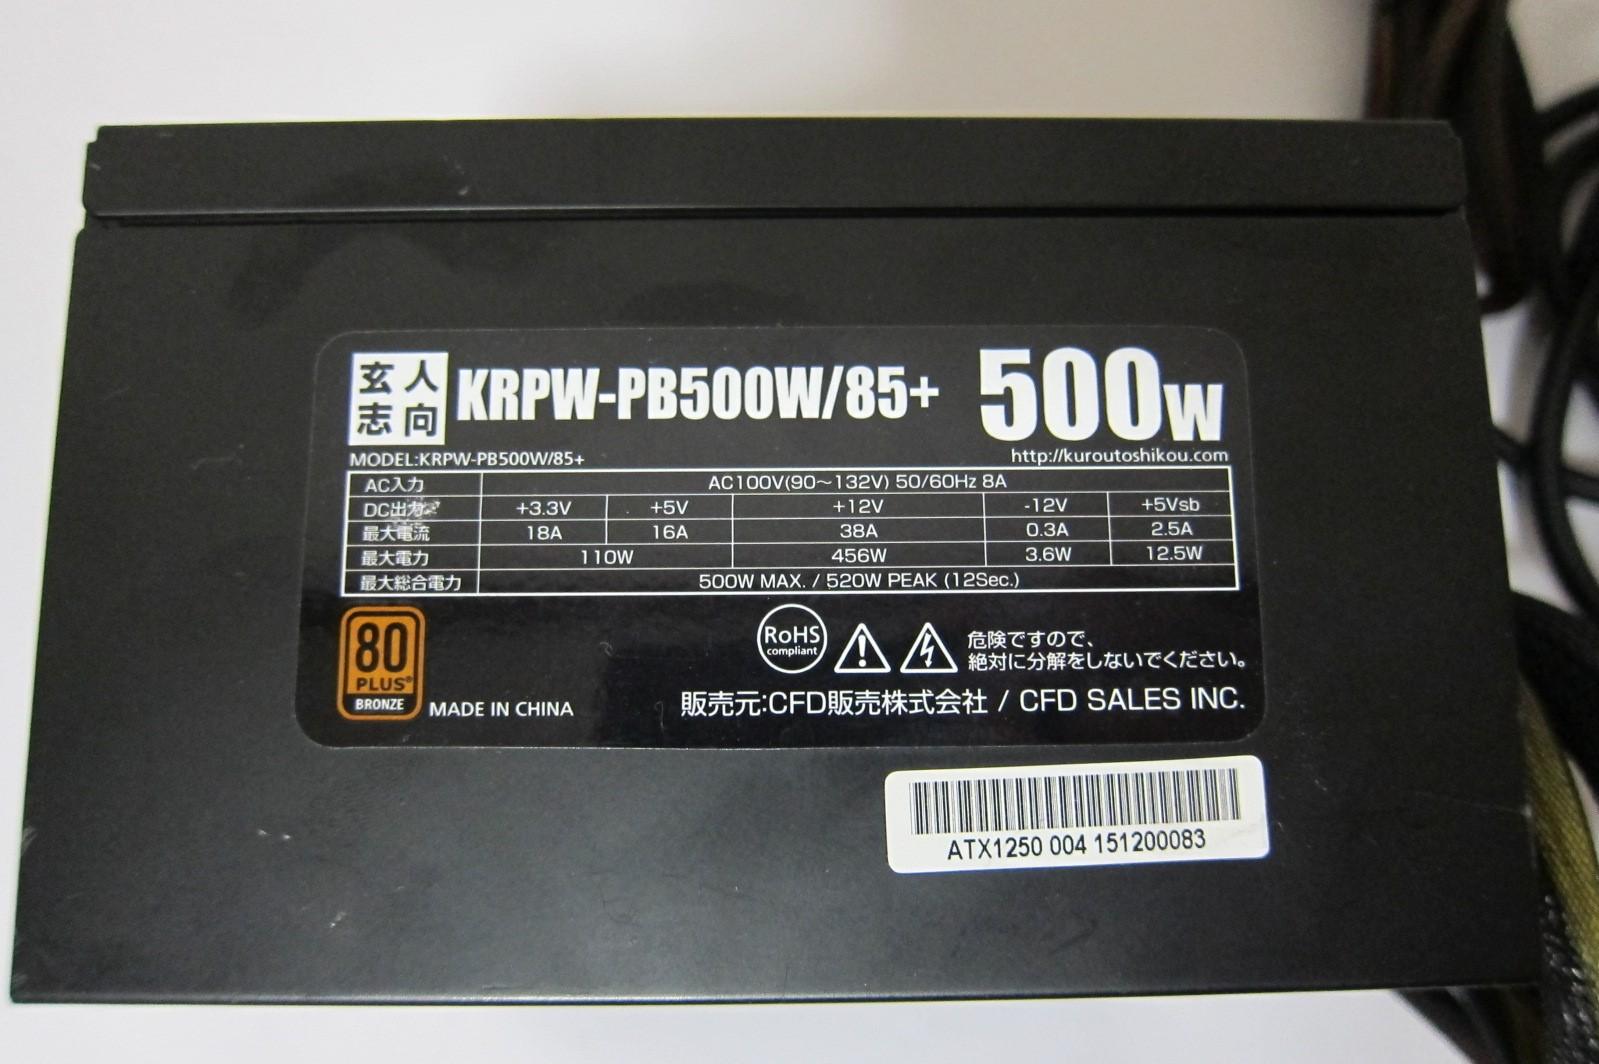 玄人
志向
KRPW-PB500W/85+ 500W
MODEL:KRPW-PB500W/85+ http://kuroutoshikou.com
AC入力 AC100V(90～132V) 50/60Hz 8A
DC出力 +3.3V +5V +12V -12V +5Vsb
最大電流 18A 16A 38A 0.3A 2.5A
最大電力 110W 456W 3.6W 12.5W
最大総合電力 500W MAX. / 520W PEAK (12Sec.)
80
PLUS®
BRONZE
MADE IN CHINA
RoHS
compliant
危険ですので、
絶対に分解をしないでください。
販売元:CFD販売株式会社 / CFD SALES INC.
ATX1250 004 151200083